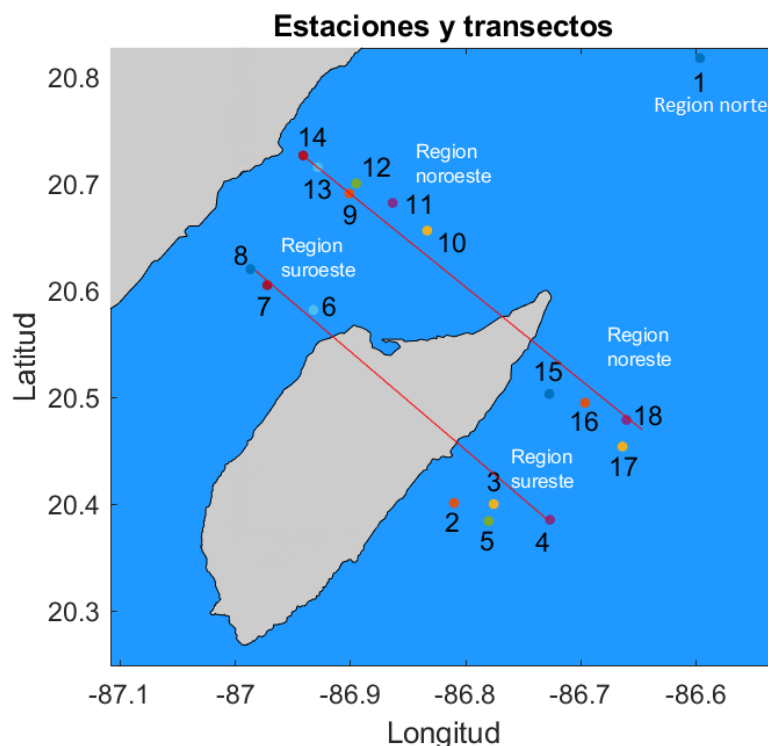 Estaciones y transectos
20.8
20.7
20.6
20.5
20.4
20.3
Latitud
1
Region norte
14
13
12
9
11
10
Region
noroeste
8
7
6
Region
suroeste
Region
noreste
15
16
18
17
Region
sureste
3
2
5
4
-87.1
-87
-86.9
-86.8
-86.7
-86.6
Longitud